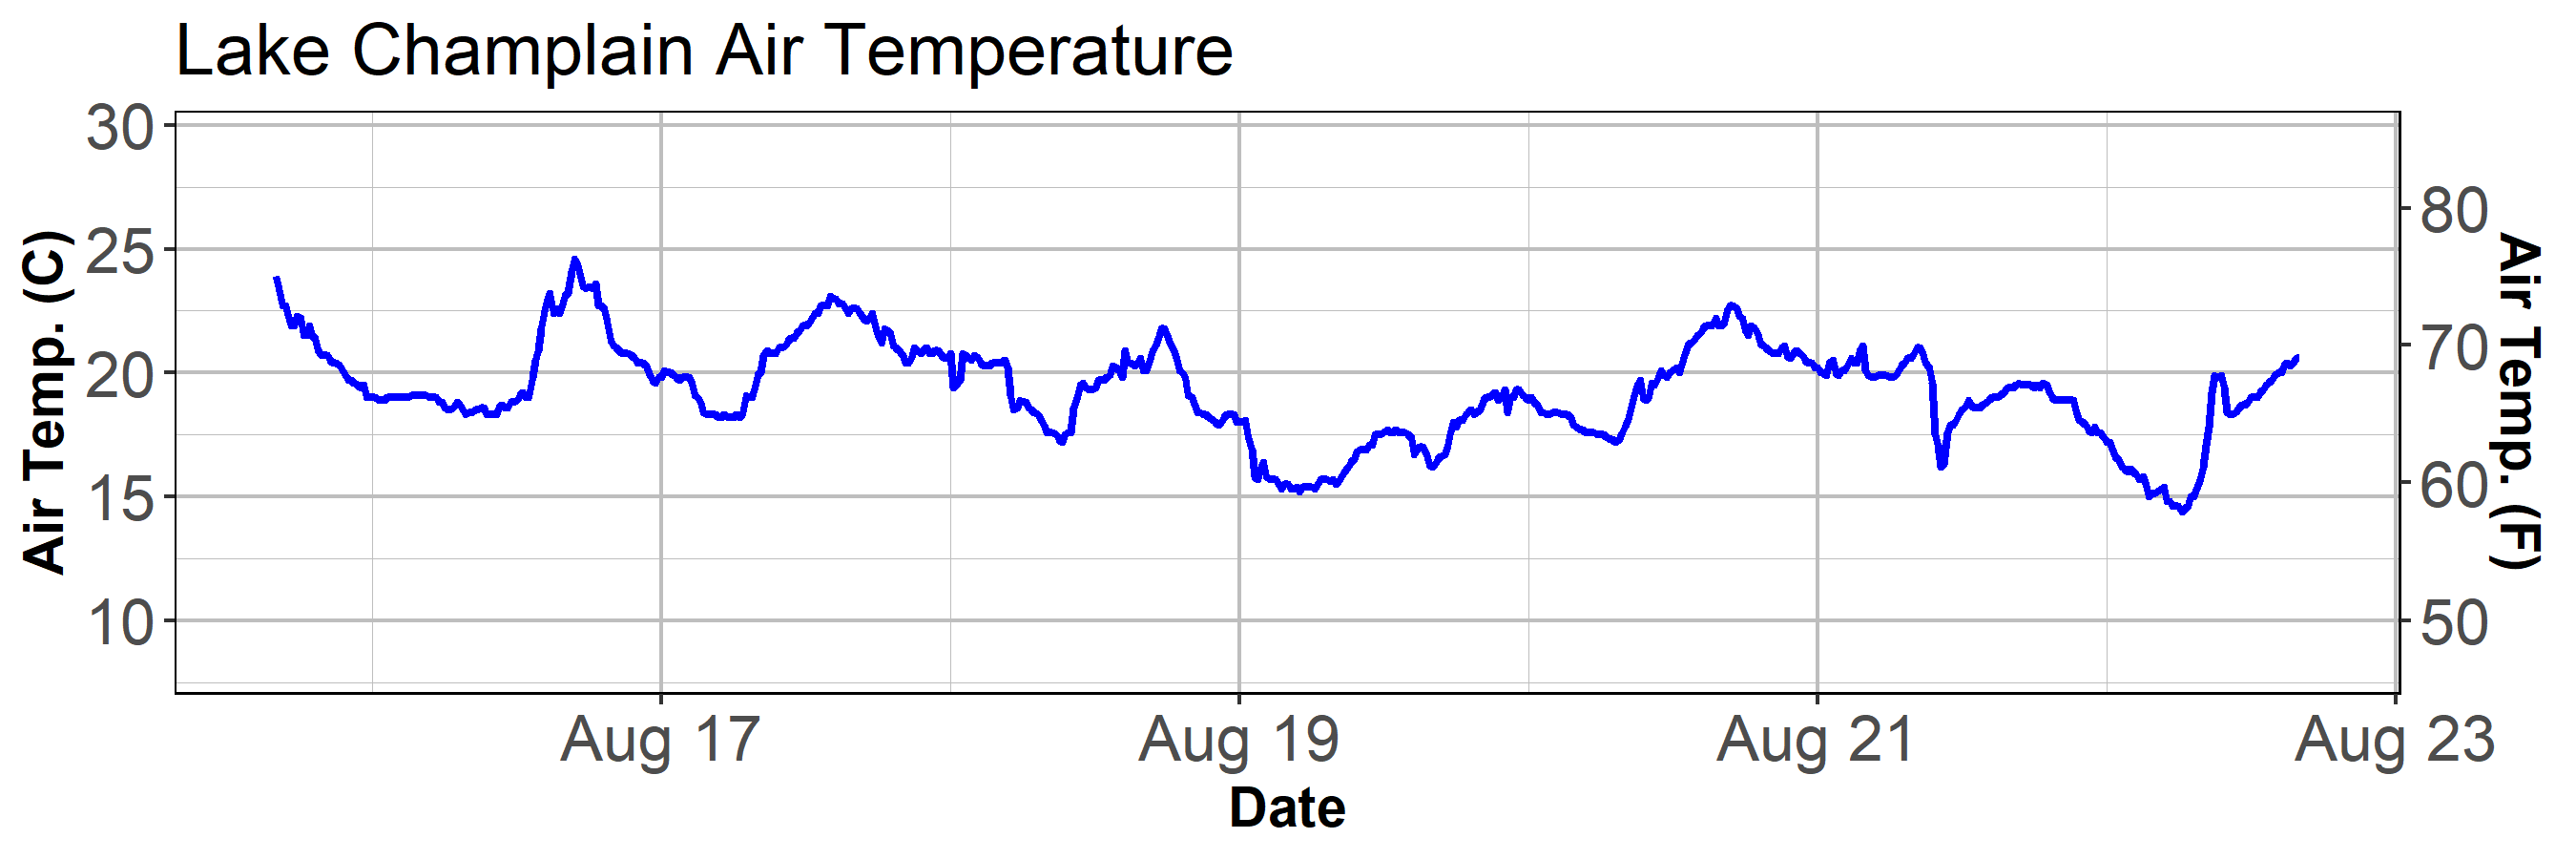 Lake Champlain Air Temperature
30
25
20
15
10
Air Temp. (C)
80
70
60
50
Air Temp. (F)
Aug 17
Aug 19
Aug 21
Aug 23
Date